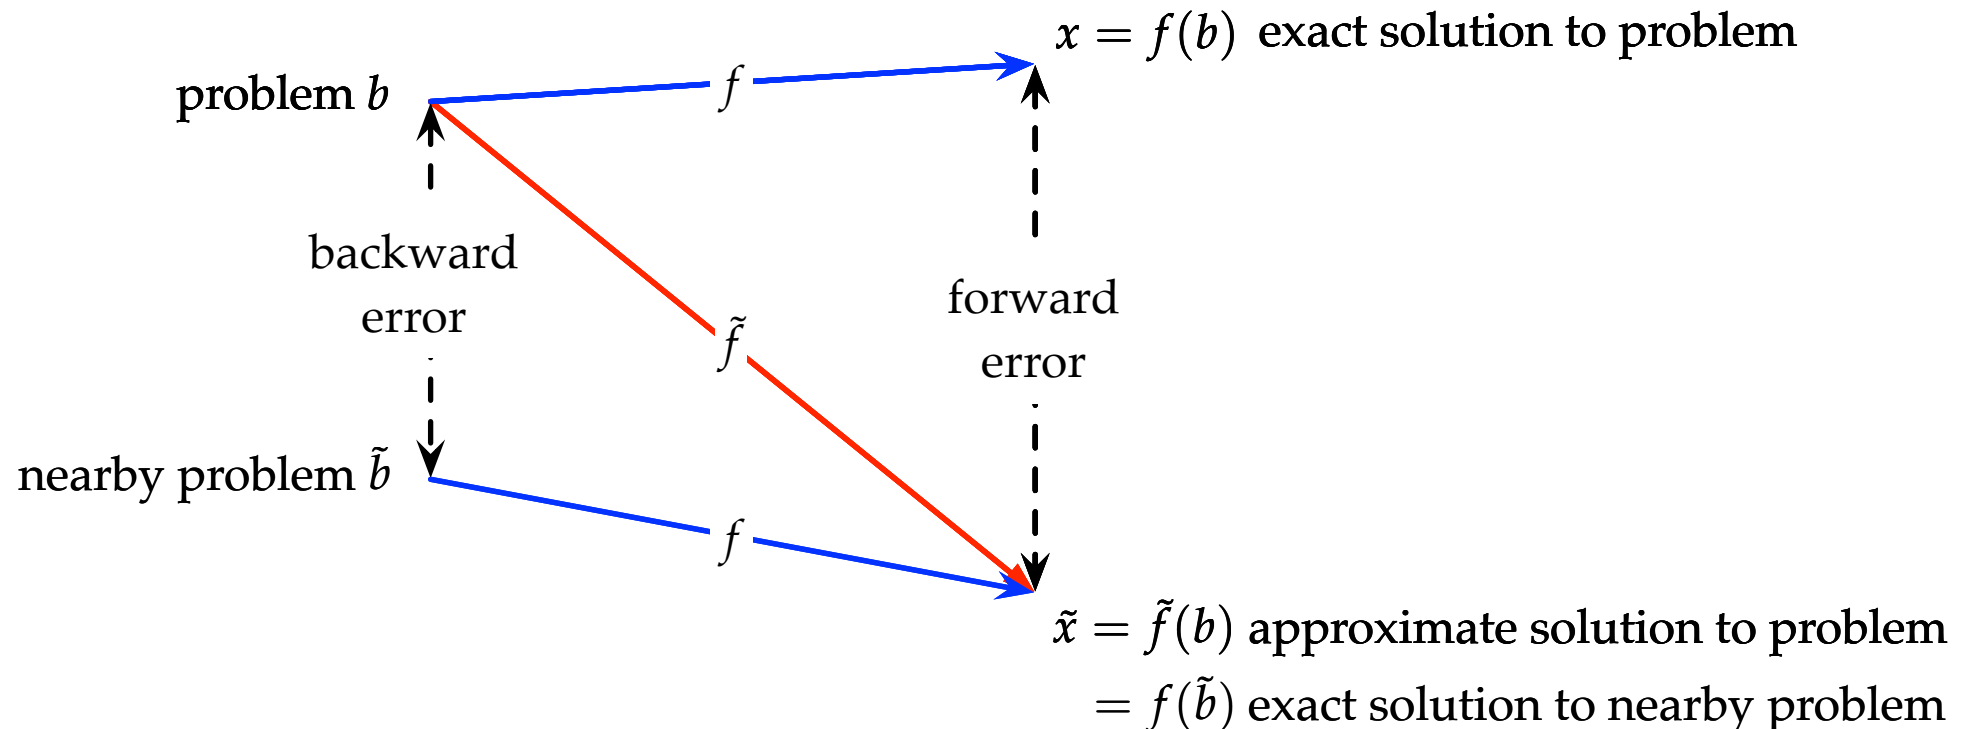 x = f(b) exact solution to problem
problem b
f
backward
error
forward
error
f̃
nearby problem b̃
f
x̃ = f̃(b) approximate solution to problem
= f(b̃) exact solution to nearby problem